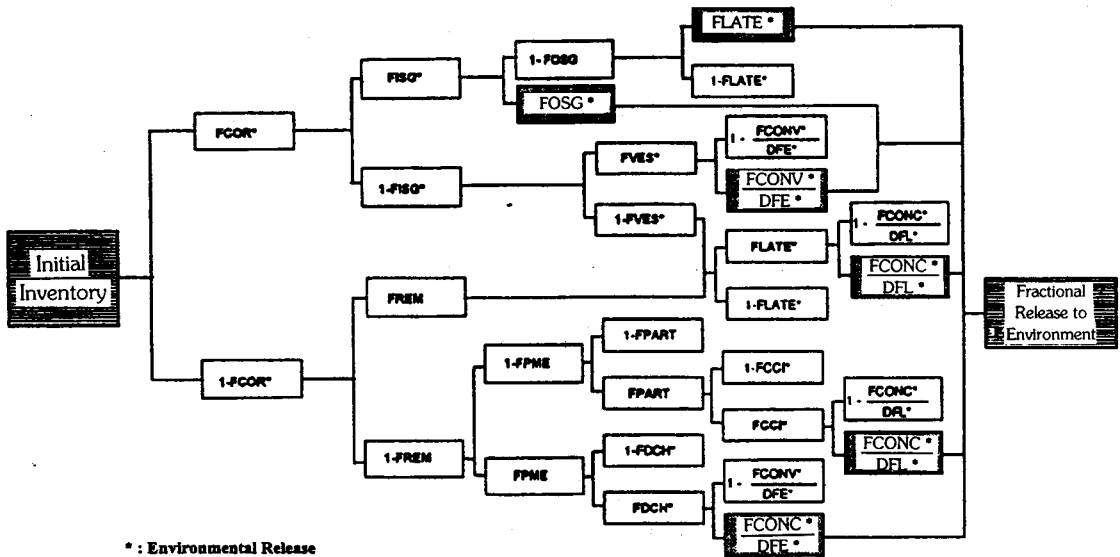 FLATE *
1- FOSG
FISG*
1-FLATE*
FOSG *
FCOR*
1 - FCONV*
DFE*
FVES*
1-FISG*
FCONV *
DFE *
1-FVES*
1 - FCONC*
DFL*
FLATE*
Initial
Inventory
FCONC *
DFL *
FREM
1-FLATE*
Fractional
Release to
Environment
1-FPART
1-FPME
1-FCCI*
1-FCOR*
FPART
1 - FCONC*
DFL*
FCCI*
1-FREM
1-FDCH*
FCONC *
DFL *
FPME
1 - FCONV*
DFE*
FDCH*
FCONC *
DFE *
* : Environmental Release